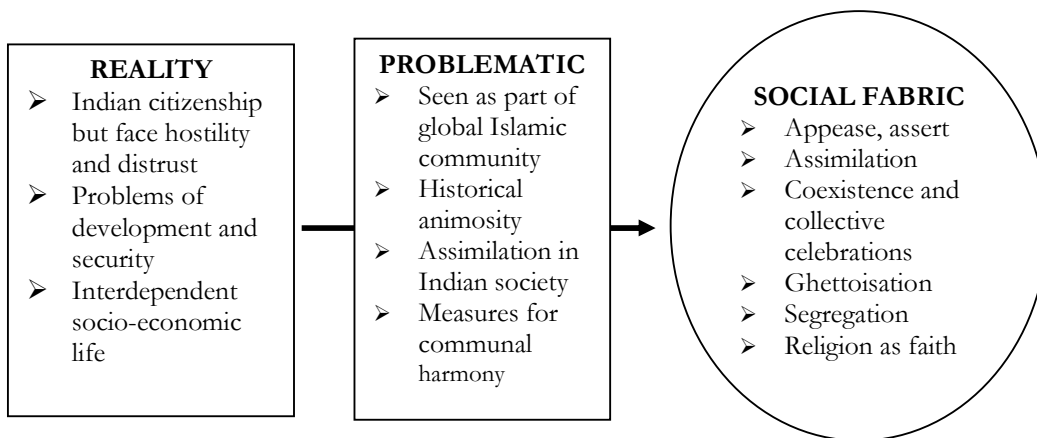 REALITY
➢ Indian citizenship
but face hostility
and distrust
➢ Problems of
development and
security
➢ Interdependent
socio-economic
life
PROBLEMATIC
➢ Seen as part of
global Islamic
community
➢ Historical
animosity
➢ Assimilation in
Indian society
➢ Measures for
communal
harmony
SOCIAL FABRIC
➢ Appease, assert
➢ Assimilation
➢ Coexistence and
collective
celebrations
➢ Ghettoisation
➢ Segregation
➢ Religion as faith